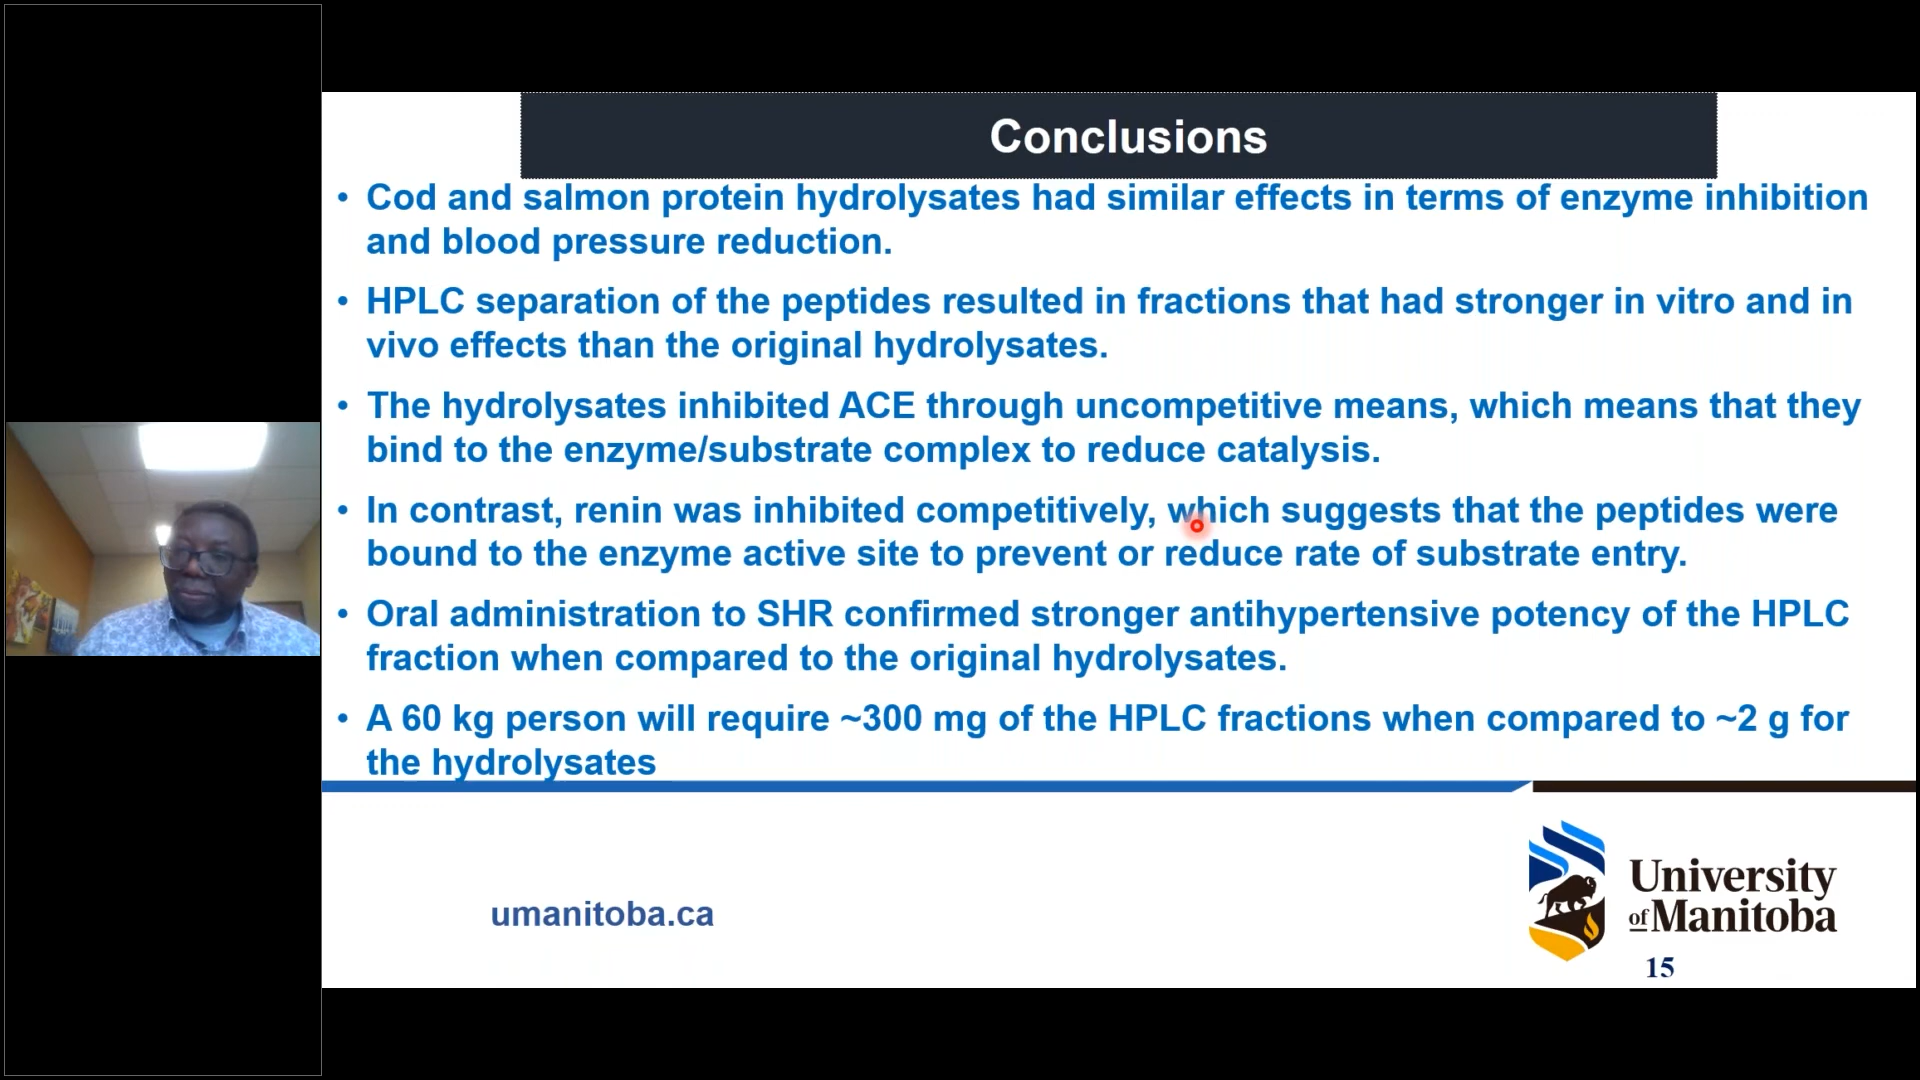 Conclusions
• Cod and salmon protein hydrolysates had similar effects in terms of enzyme inhibition
and blood pressure reduction.
• HPLC separation of the peptides resulted in fractions that had stronger in vitro and in
vivo effects than the original hydrolysates.
• The hydrolysates inhibited ACE through uncompetitive means, which means that they
bind to the enzyme/substrate complex to reduce catalysis.
• In contrast, renin was inhibited competitively, which suggests that the peptides were
bound to the enzyme active site to prevent or reduce rate of substrate entry.
• Oral administration to SHR confirmed stronger antihypertensive potency of the HPLC
fraction when compared to the original hydrolysates.
• A 60 kg person will require ~300 mg of the HPLC fractions when compared to ~2 g for
the hydrolysates
umanitoba.ca
University
of Manitoba
15